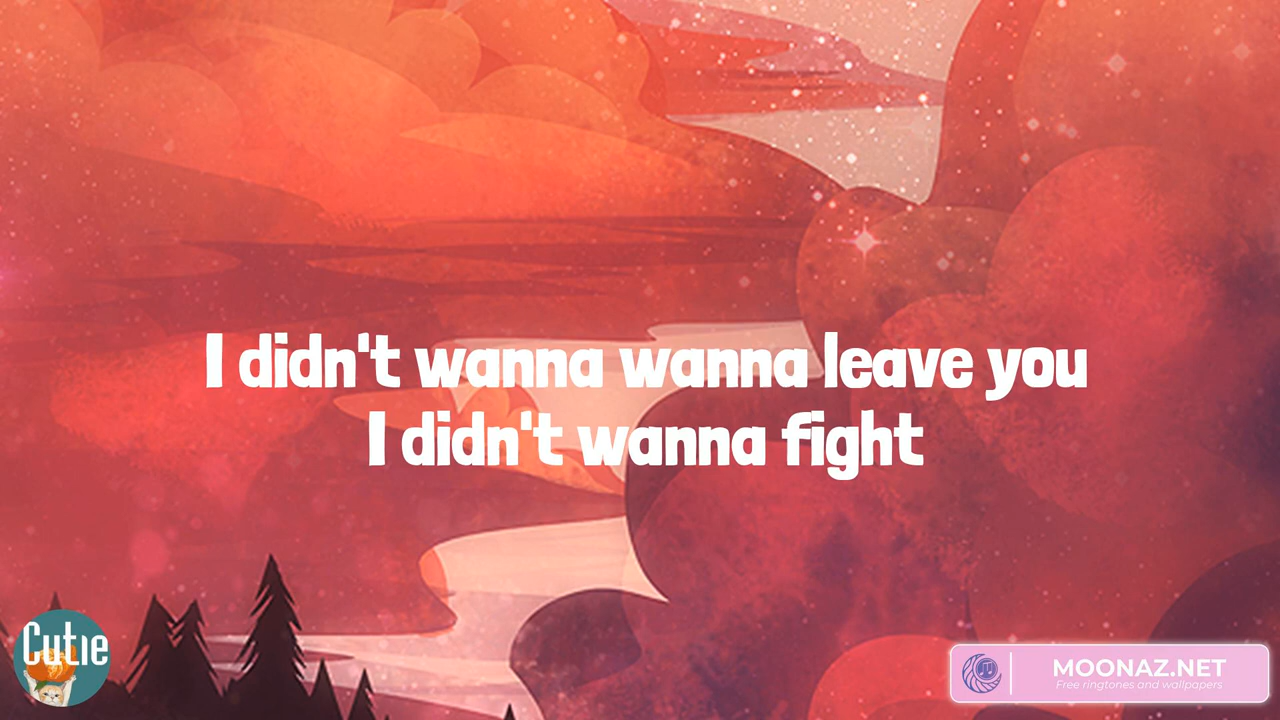 I didn't wanna wanna leave you
I didn't wanna fight
Cutie
MOONAZ.NET
Free ringtones and wallpapers